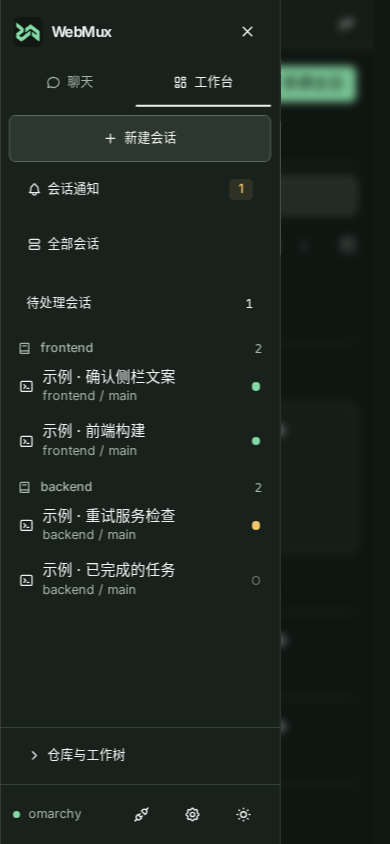 WebMux
聊天
工作台
新建会话
会话通知 1
全部会话
待处理会话 1
frontend 2
示例 · 确认侧栏文案
frontend / main
示例 · 前端构建
frontend / main
backend 2
示例 · 重试服务检查
backend / main
示例 · 已完成的任务
backend / main
仓库与工作树
omarchy